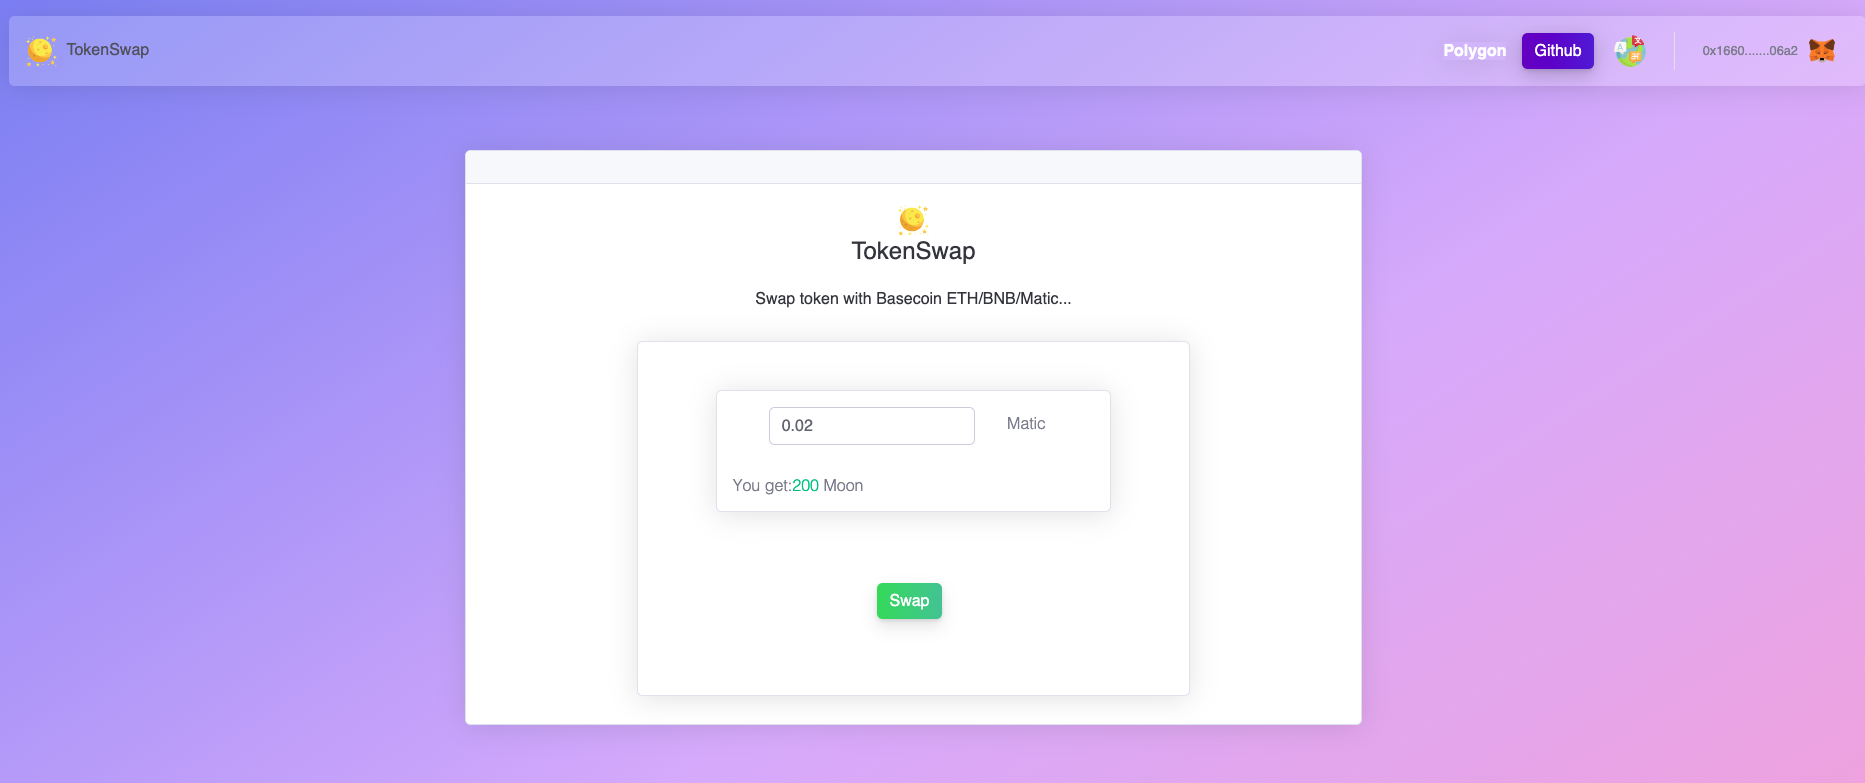 TokenSwap
Polygon
Github
0x1660.......06a2
TokenSwap
Swap token with Basecoin ETH/BNB/Matic...
0.02 Matic
You get:200 Moon
Swap